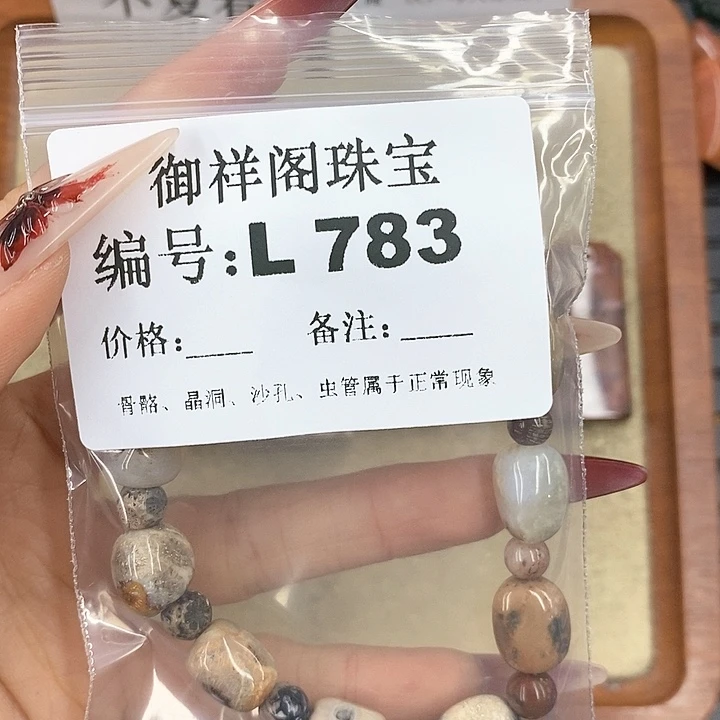 御祥阁珠宝
编号:L 783
价格:____ 备注:____
骨骼、晶洞、沙孔、虫管属于正常现象